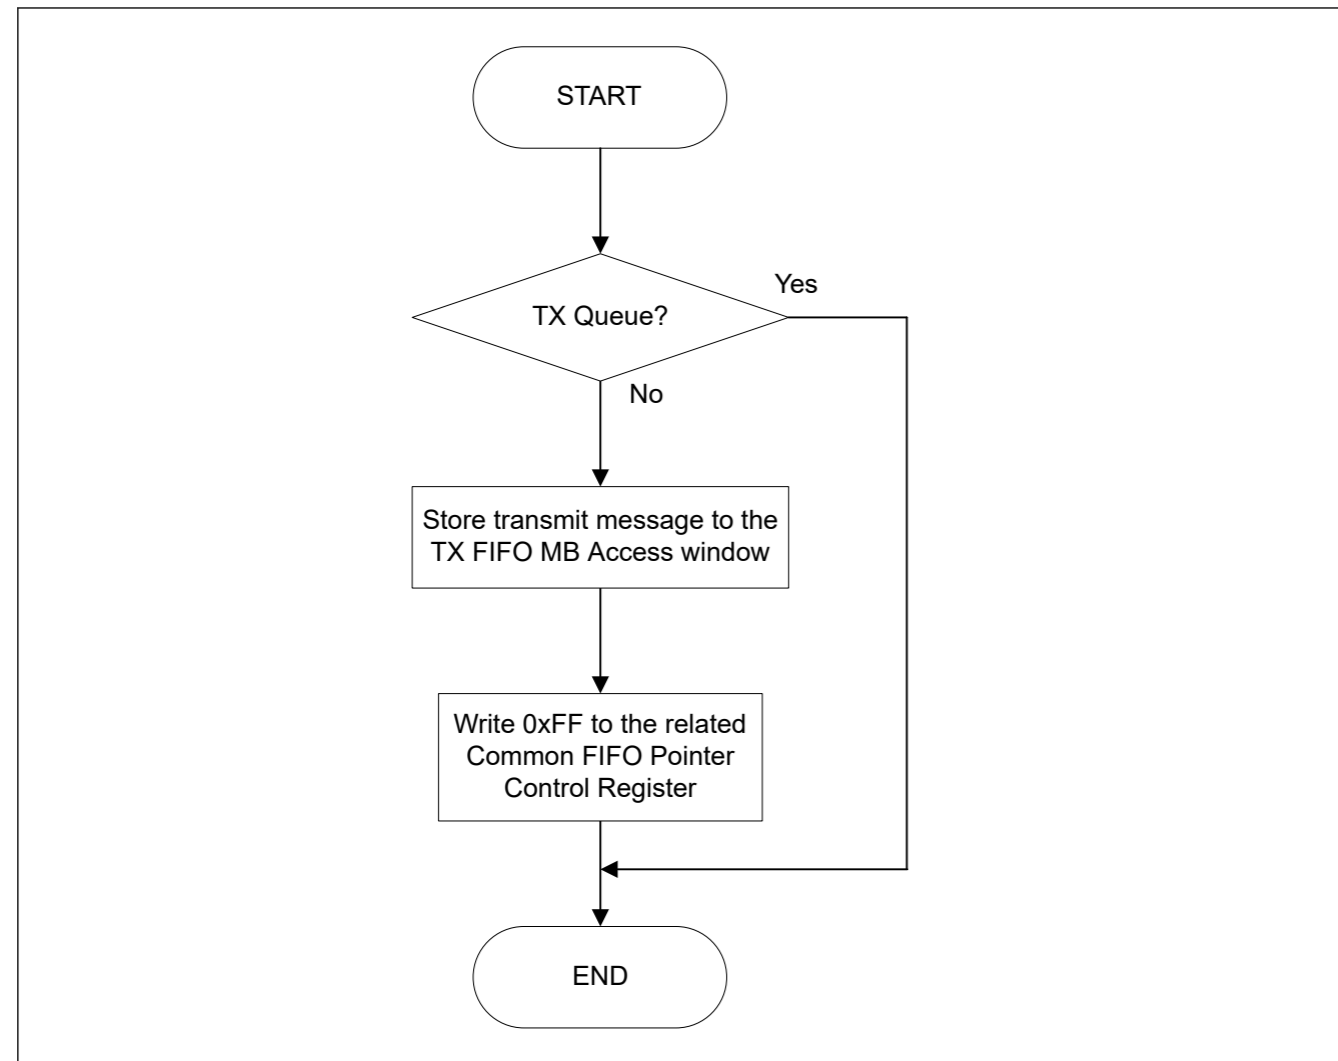 START
TX Queue?
Yes
No
Store transmit message to the
TX FIFO MB Access window
Write 0xFF to the related
Common FIFO Pointer
Control Register
END